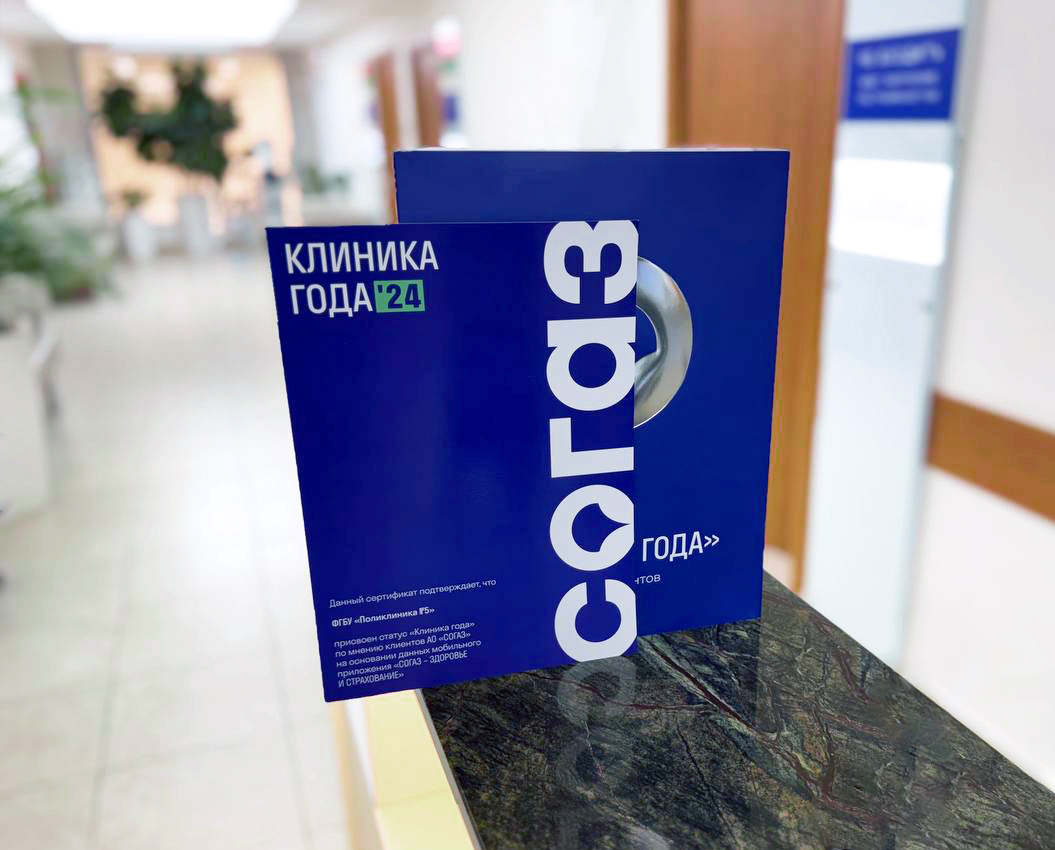 КЛИНИКА
ГОДА'24
согаз
Данный сертификат подтверждает, что
ФГБУ «Поликлиника №5»
присвоен статус «Клиника года»
по мнению клиентов АО «СОГАЗ»
на основании данных мобильного
приложения «СОГАЗ – ЗДОРОВЬЕ
И СТРАХОВАНИЕ»
ГОДА»
нтов